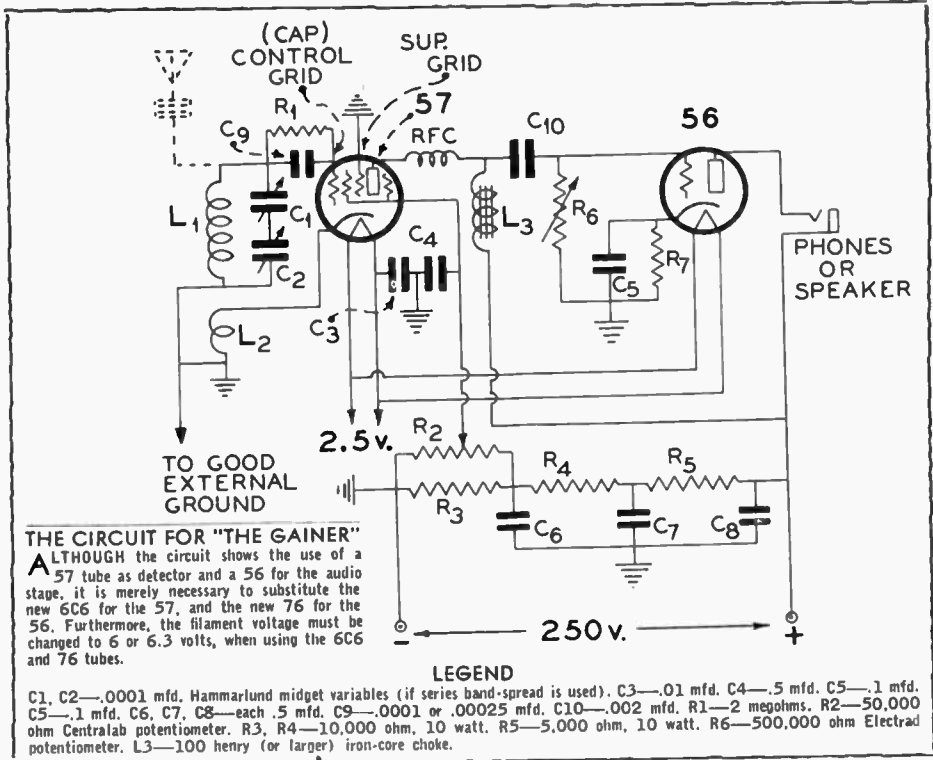 (CAP)
CONTROL
GRID
SUP.
GRID
57
R1
C9
RFC
C10
56
L1
C1
C2
C4
L3
R6
C5
R7
PHONES
OR
SPEAKER
C3
L2
2.5v.
R2
TO GOOD
EXTERNAL
GROUND
R3
R4
R5
C6
C7
C8
THE CIRCUIT FOR "THE GAINER"
ALTHOUGH the circuit shows the use of a
57 tube as detector and a 56 for the audio
stage, it is merely necessary to substitute the
new 6C6 for the 57, and the new 76 for the
56. Furthermore, the filament voltage must be
changed to 6 or 6.3 volts, when using the 6C6
and 76 tubes.
- 250 v. +
LEGEND
C1, C2—.0001 mfd. Hammarlund midget variables (if series band-spread is used). C3—.01 mfd. C4—.5 mfd. C5—.1 mfd.
C5—.1 mfd. C6, C7, C8—each .5 mfd. C9—.0001 or .00025 mfd. C10—.002 mfd. R1—2 megohms. R2—50,000
ohm Centralab potentiometer. R3, R4—10,000 ohm, 10 watt. R5—5,000 ohm, 10 watt. R6—500,000 ohm Electrad
potentiometer. L3—100 henry (or larger) iron-core choke.